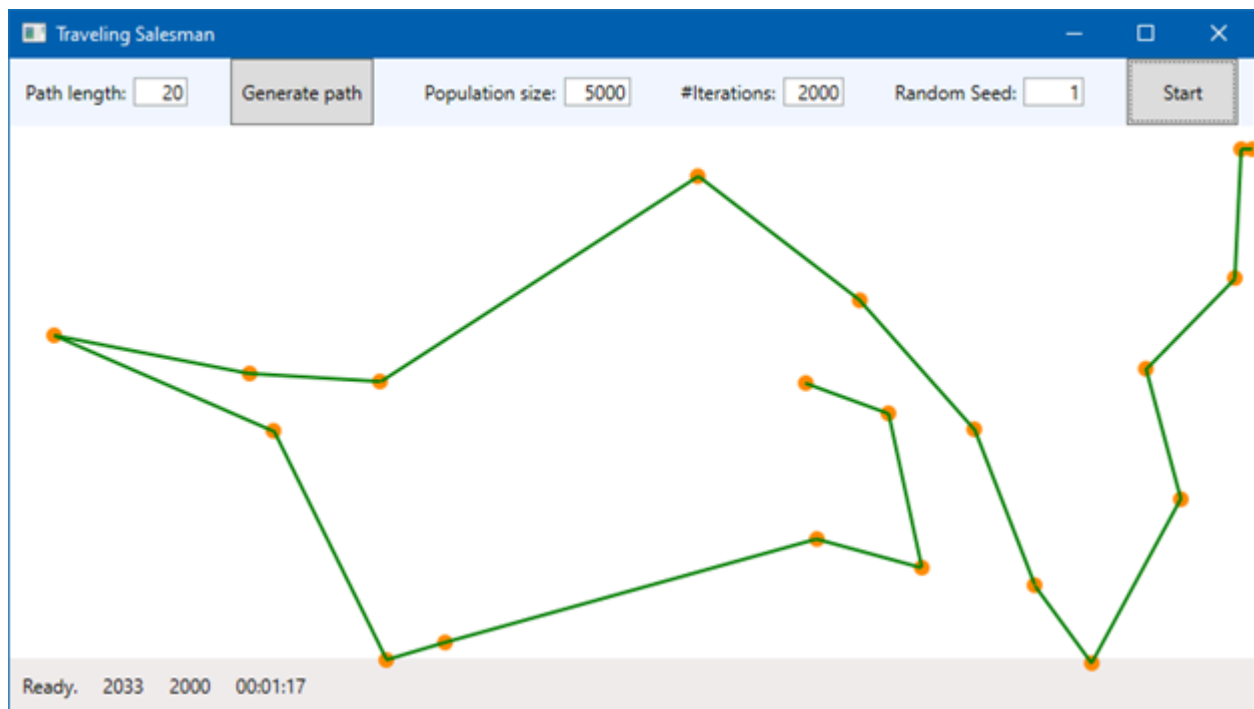 Traveling Salesman
Path length: 20 Generate path Population size: 5000 #Iterations: 2000 Random Seed: 1 Start
Ready. 2033 2000 00:01:17